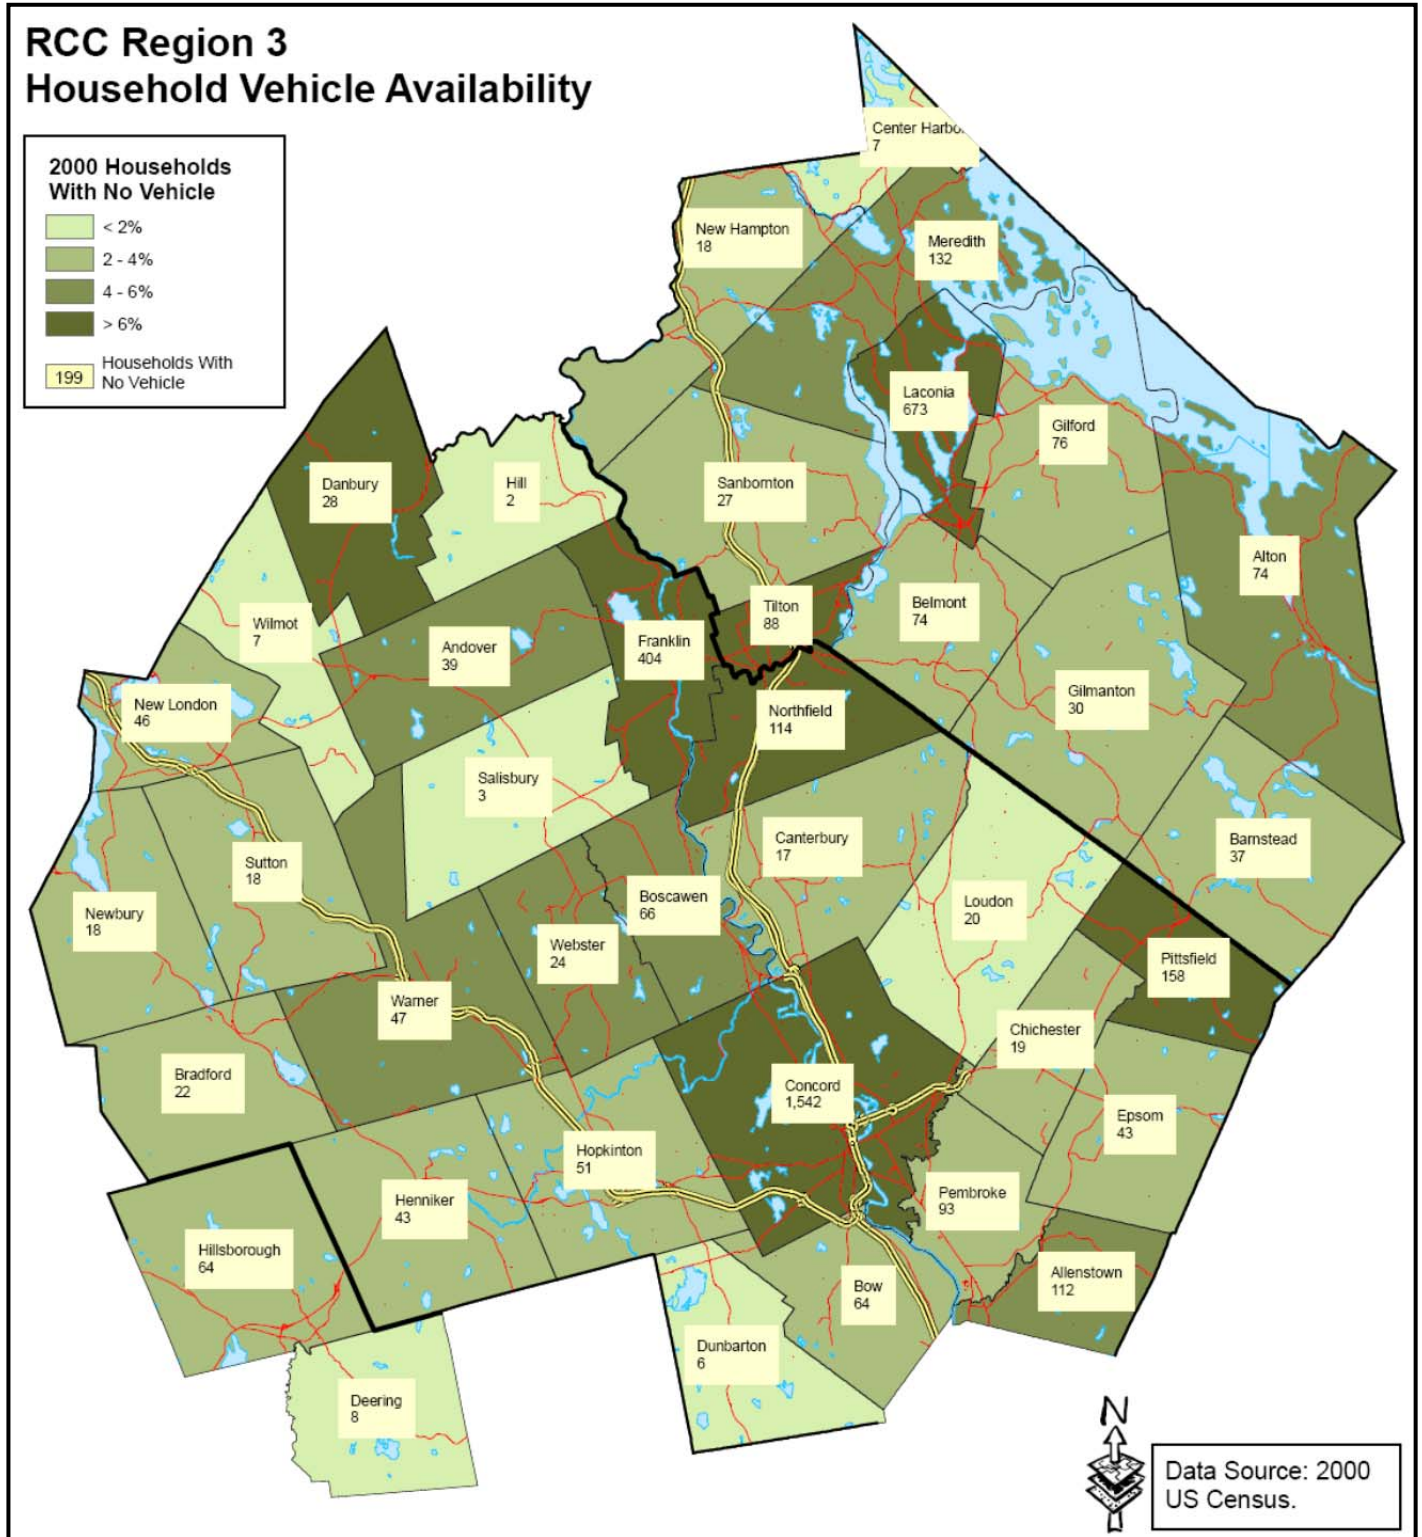 RCC Region 3
Household Vehicle Availability
2000 Households
With No Vehicle
< 2%
2 - 4%
4 - 6%
> 6%
199
Households With
No Vehicle
Center Harbo
7
New Hampton
18
Meredith
132
Laconia
673
Gilford
76
Danbury
28
Hill
2
Sanbornton
27
Alton
74
Wilmot
7
Andover
39
Franklin
404
Tilton
88
Belmont
74
New London
46
Northfield
114
Gilmanton
30
Salisbury
3
Canterbury
17
Barnstead
37
Sutton
18
Newbury
18
Boscawen
66
Loudon
20
Webster
24
Pittsfield
158
Warner
47
Chichester
19
Bradford
22
Concord
1,542
Epsom
43
Hopkinton
51
Henniker
43
Pembroke
93
Hillsborough
64
Allenstown
112
Bow
64
Dunbarton
6
Deering
8
N
Data Source: 2000
US Census.